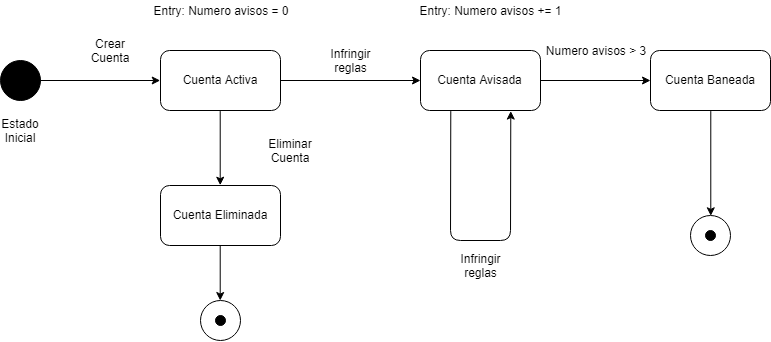 Entry: Numero avisos = 0
Entry: Numero avisos += 1
Crear
Cuenta
Infringir
reglas
Numero avisos > 3
Cuenta Activa
Cuenta Avisada
Cuenta Baneada
Estado
Inicial
Eliminar
Cuenta
Cuenta Eliminada
Infringir
reglas